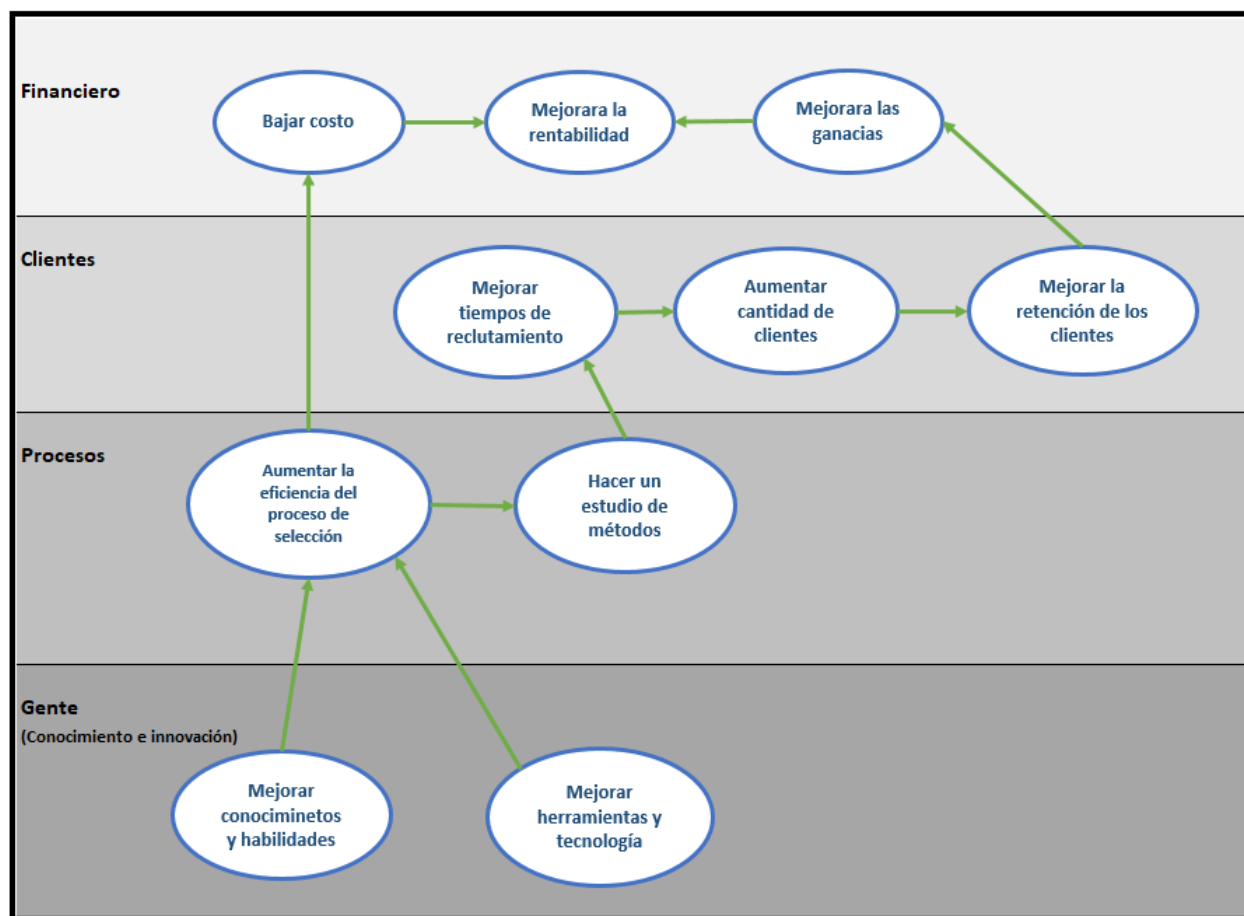 Financiero
Bajar costo
Mejorara la
rentabilidad
Mejorara las
ganacias
Clientes
Mejorar
tiempos de
reclutamiento
Aumentar
cantidad de
clientes
Mejorar la
retención de los
clientes
Procesos
Aumentar la
eficiencia del
proceso de
selección
Hacer un
estudio de
métodos
Gente
(Conocimiento e innovación)
Mejorar
conociminetos
y habilidades
Mejorar
herramientas y
tecnología